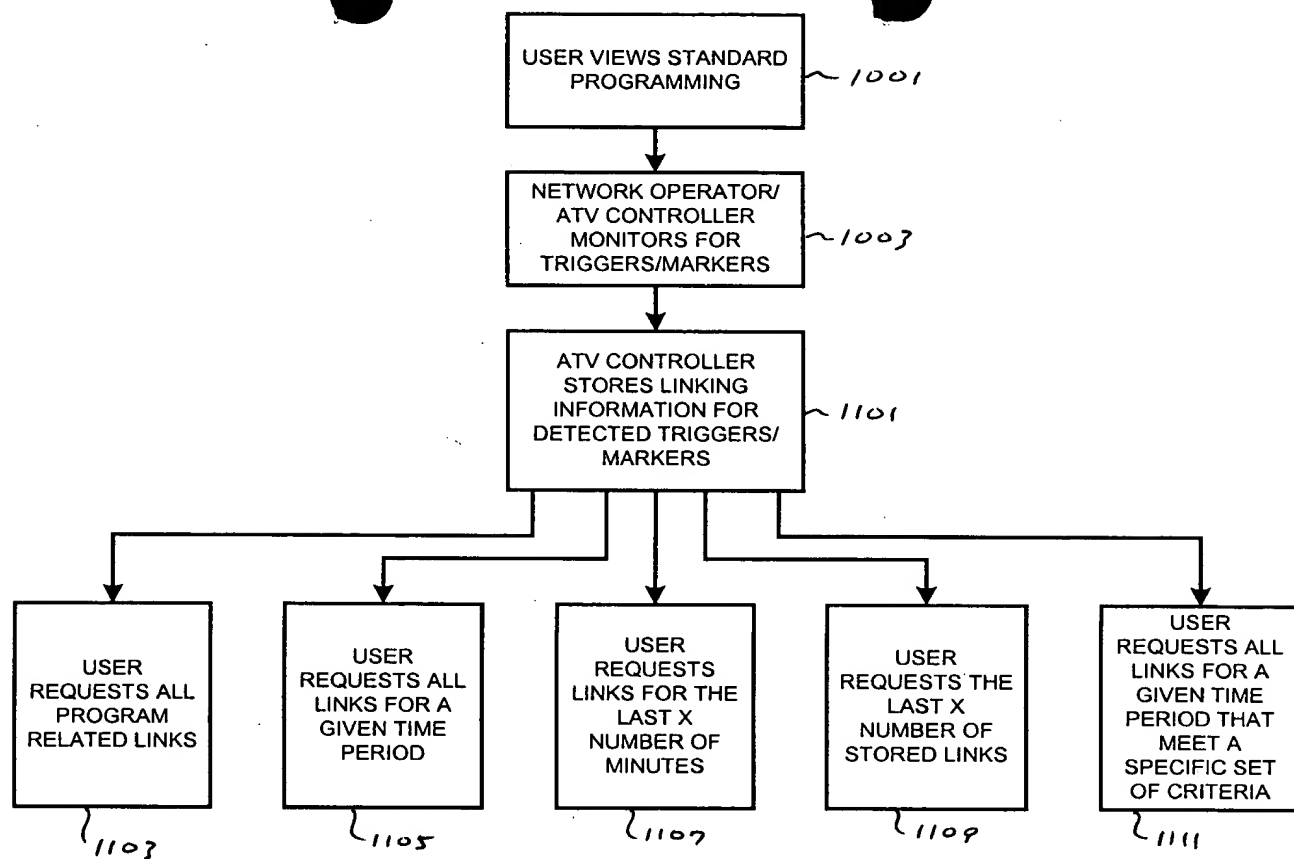 USER VIEWS STANDARD
PROGRAMMING
1001
NETWORK OPERATOR/
ATV CONTROLLER
MONITORS FOR
TRIGGERS/MARKERS
1003
ATV CONTROLLER
STORES LINKING
INFORMATION FOR
DETECTED TRIGGERS/
MARKERS
1101
USER
REQUESTS ALL
PROGRAM
RELATED LINKS
1103
USER
REQUESTS ALL
LINKS FOR A
GIVEN TIME
PERIOD
1105
USER
REQUESTS
LINKS FOR THE
LAST X
NUMBER OF
MINUTES
1107
USER
REQUESTS THE
LAST X
NUMBER OF
STORED LINKS
1109
USER
REQUESTS ALL
LINKS FOR A
GIVEN TIME
PERIOD THAT
MEET A
SPECIFIC SET
OF CRITERIA
1111